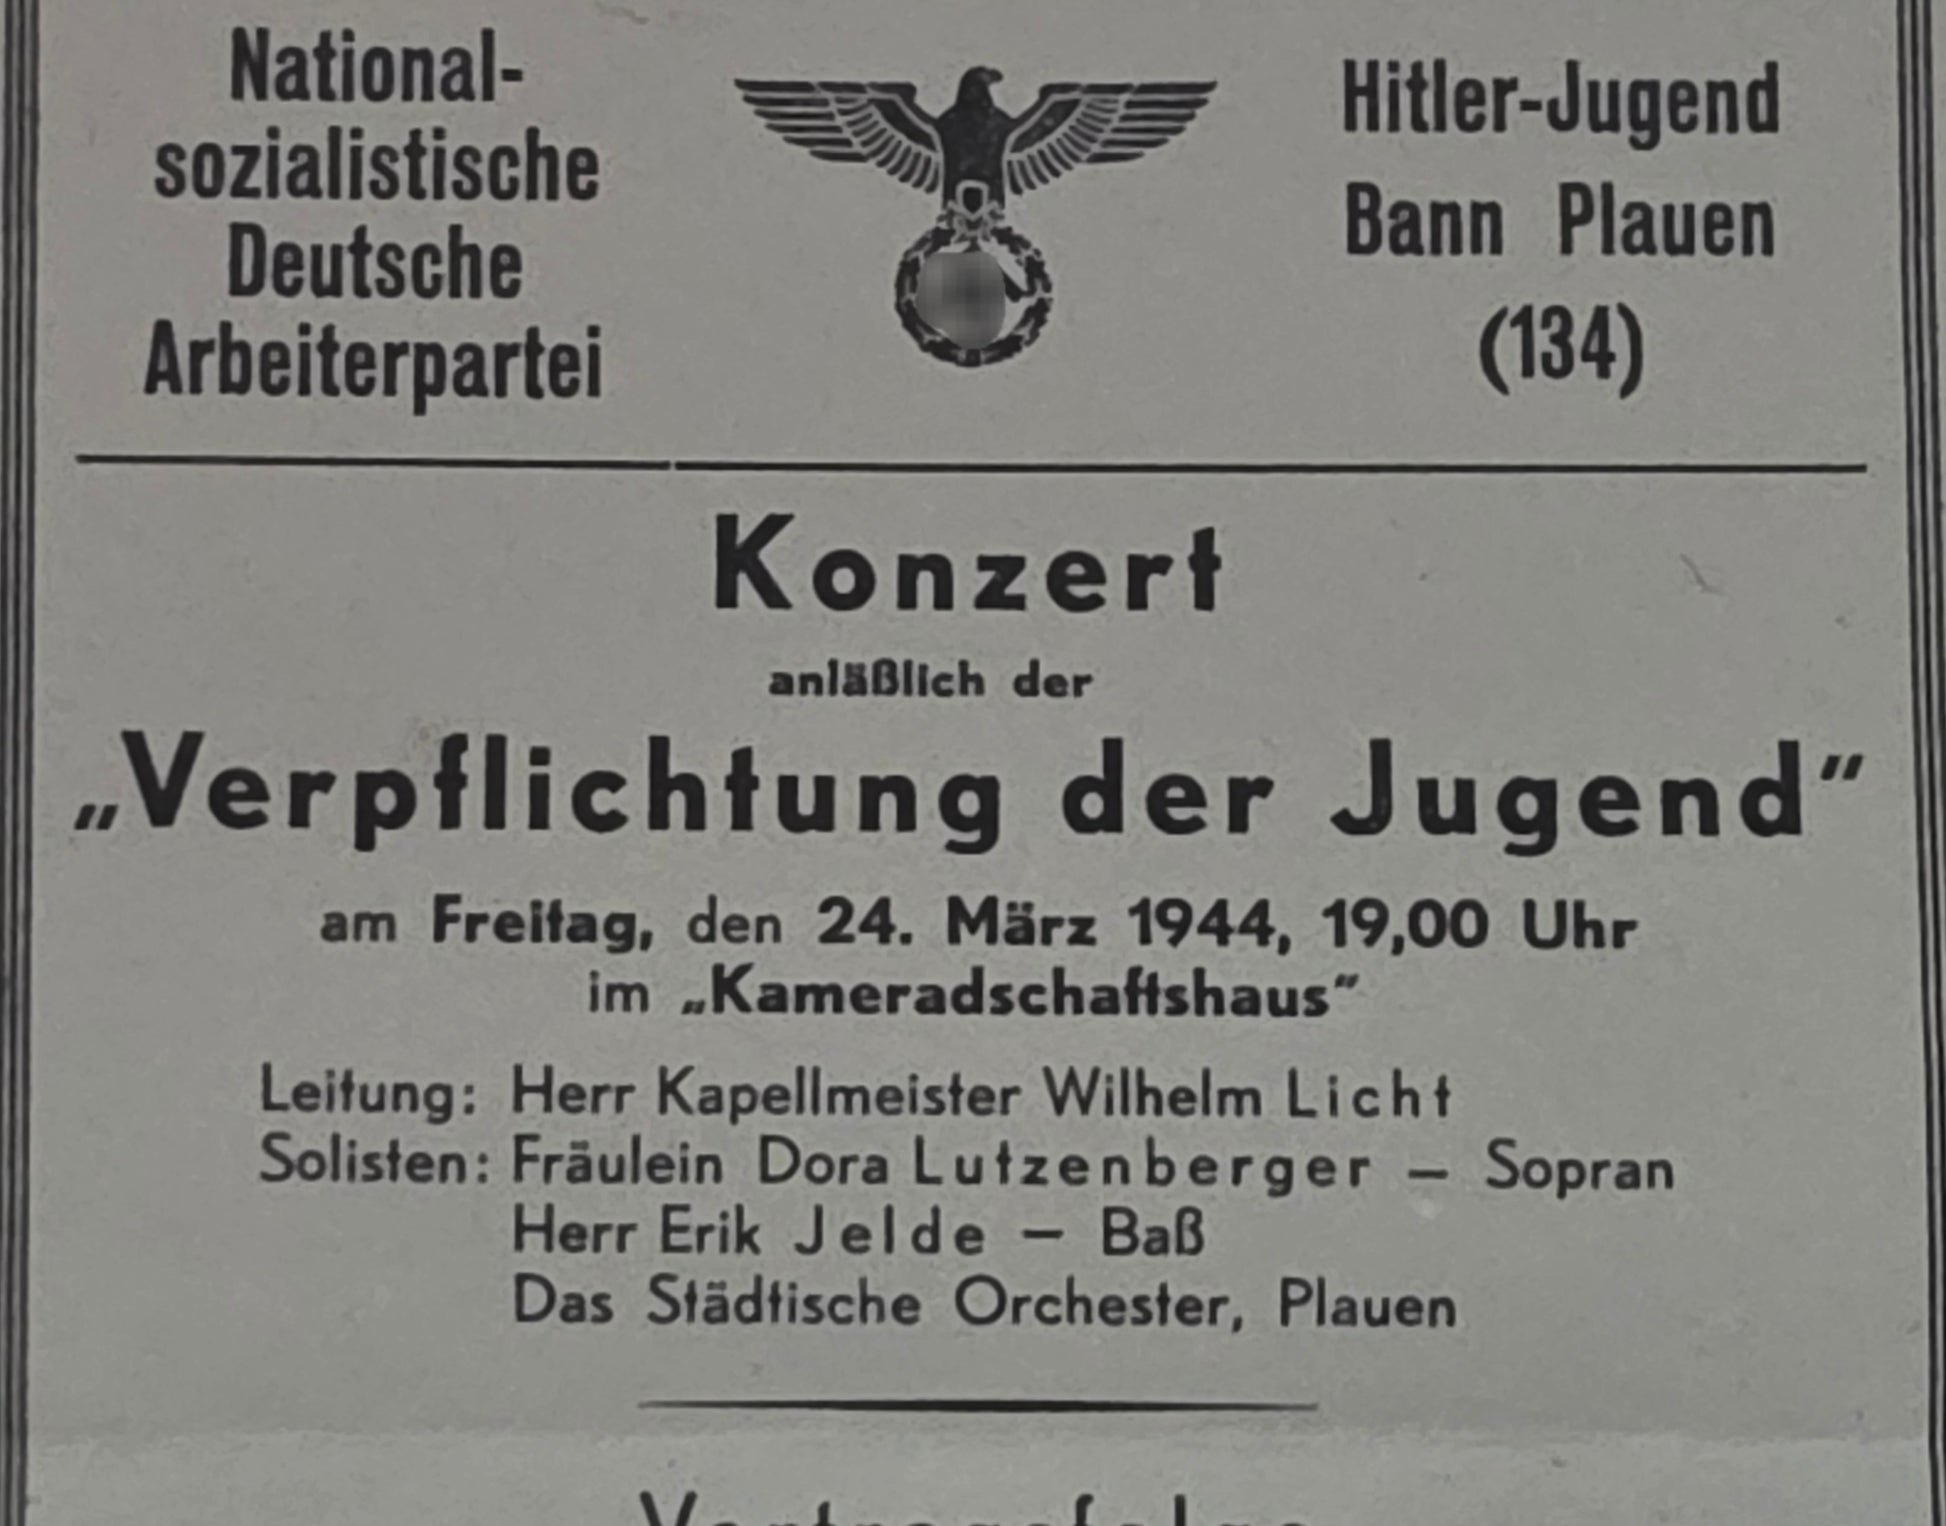 National-
sozialistische
Deutsche
Arbeiterpartei
Hitler-Jugend
Bann Plauen
(134)
Konzert
anläßlich der
„Verpflichtung der Jugend"
am Freitag, den 24. März 1944, 19,00 Uhr
im „Kameradschaftshaus"
Leitung: Herr Kapellmeister Wilhelm Licht
Solisten: Fräulein Dora Lutzenberger – Sopran
Herr Erik Jelde – Baß
Das Städtische Orchester, Plauen
Vortragsfolge